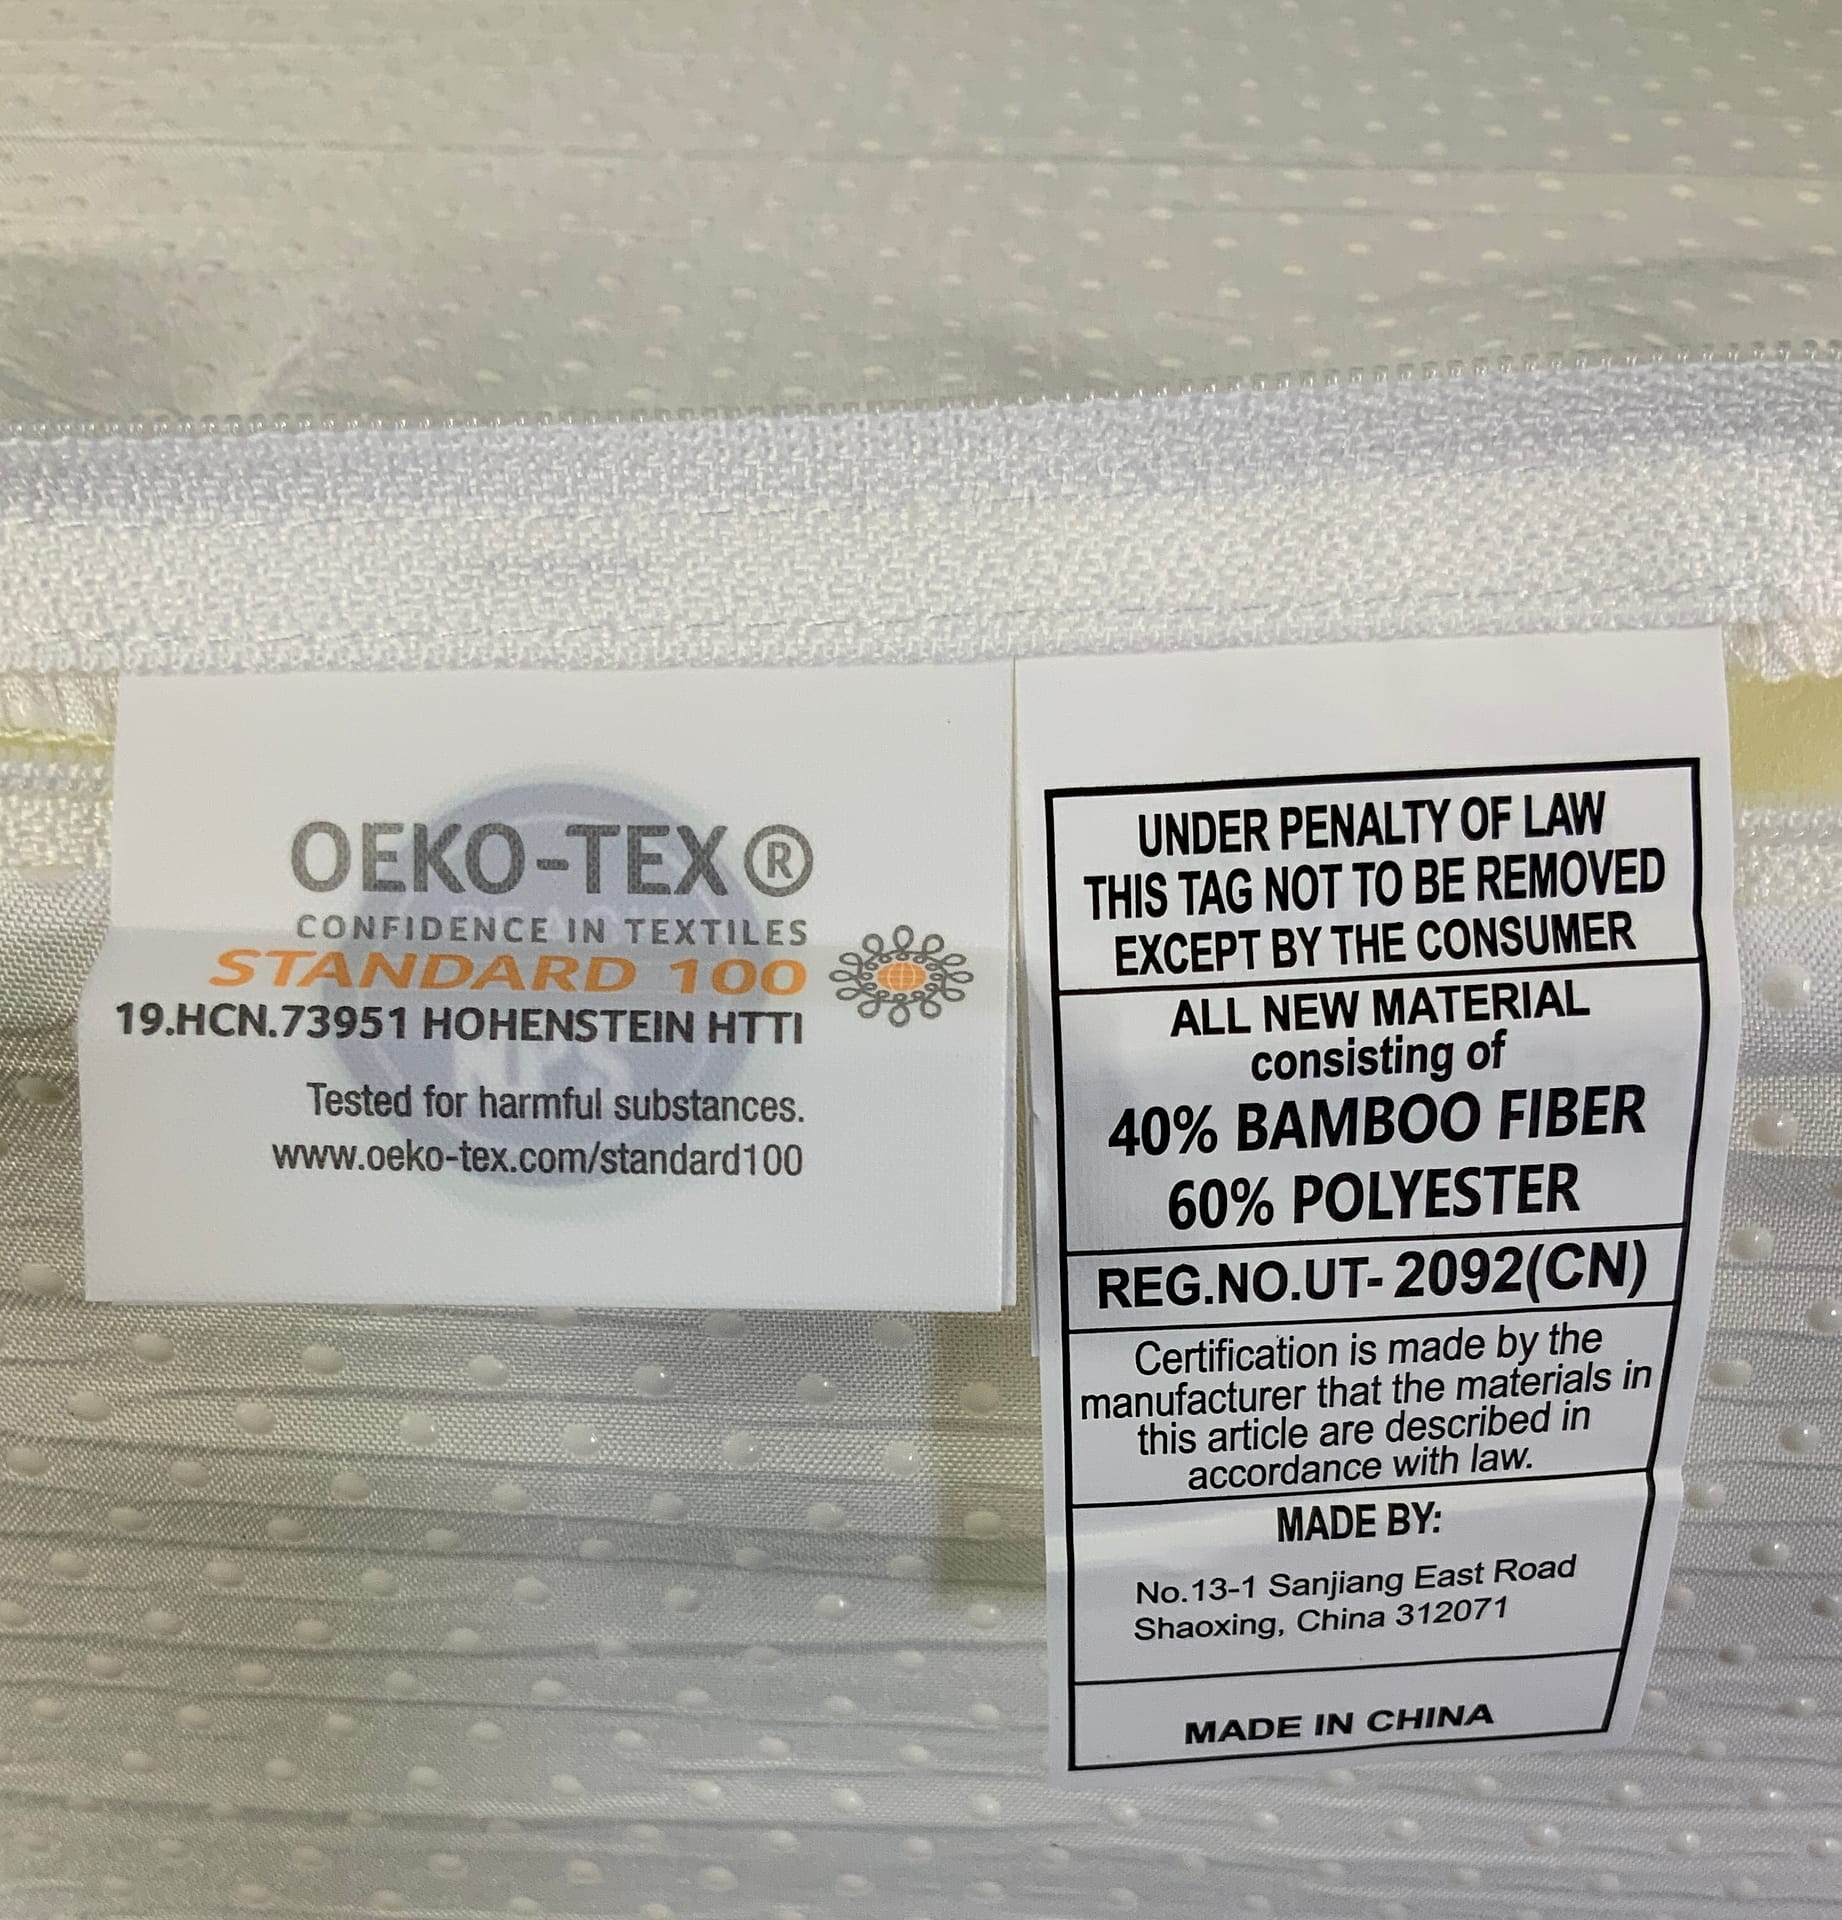 OEKO-TEX®
CONFIDENCE IN TEXTILES
STANDARD 100
19.HCN.73951 HOHENSTEIN HTTI
Tested for harmful substances.
www.oeko-tex.com/standard100
UNDER PENALTY OF LAW
THIS TAG NOT TO BE REMOVED
EXCEPT BY THE CONSUMER
ALL NEW MATERIAL
consisting of
40% BAMBOO FIBER
60% POLYESTER
REG.NO.UT- 2092(CN)
Certification is made by the
manufacturer that the materials in
this article are described in
accordance with law.
MADE BY:
No.13-1 Sanjiang East Road
Shaoxing, China 312071
MADE IN CHINA